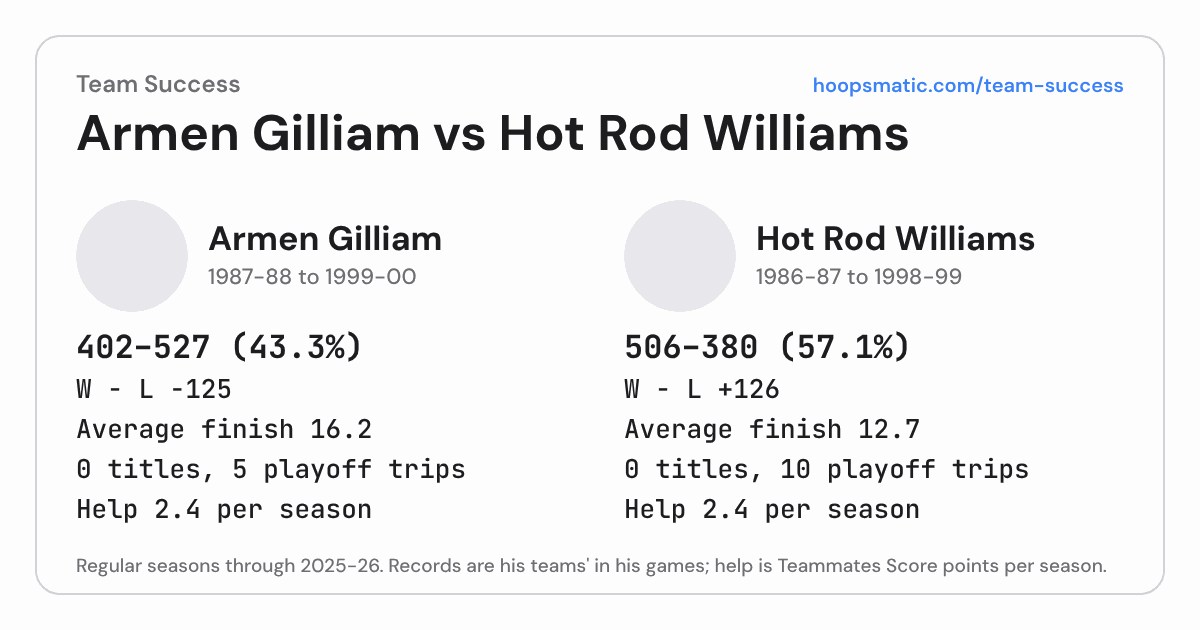 Team Success
hoopsmatic.com/team-success
Armen Gilliam vs Hot Rod Williams
Armen Gilliam
1987-88 to 1999-00
402-527 (43.3%)
W - L -125
Average finish 16.2
0 titles, 5 playoff trips
Help 2.4 per season
Hot Rod Williams
1986-87 to 1998-99
506-380 (57.1%)
W - L +126
Average finish 12.7
0 titles, 10 playoff trips
Help 2.4 per season
Regular seasons through 2025-26. Records are his teams' in his games; help is Teammates Score points per season.